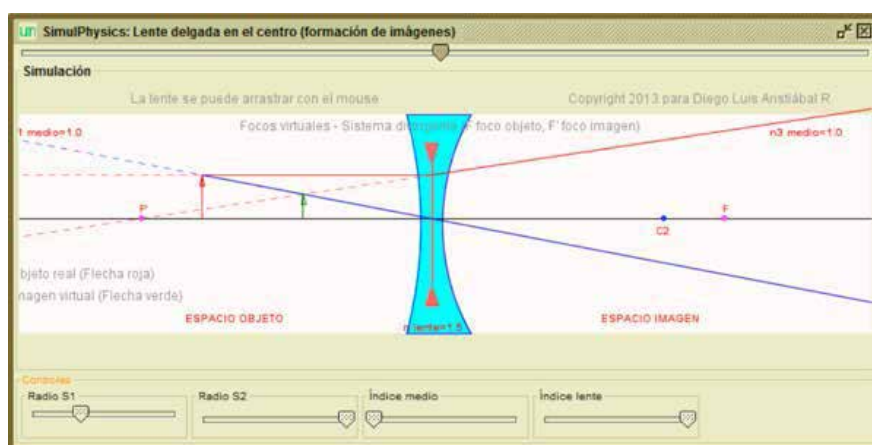 un SimulPhysics: Lente delgada en el centro (formación de imágenes)
Simulación
La lente se puede arrastrar con el mouse
Copyright 2013 para Diego Luis Aristiábal R
1 medio=1.0
Focos virtuales - Sistema foco objeto, F' foco imagen)
n3 medio=1.0
F'
C2
F
bjeto real (Flecha roja)
nagen virtual (Flecha verde)
ESPACIO OBJETO
n lente=1.5
ESPACIO IMAGEN
Controles
Radio S1
Radio S2
Índice medio
Índice lente